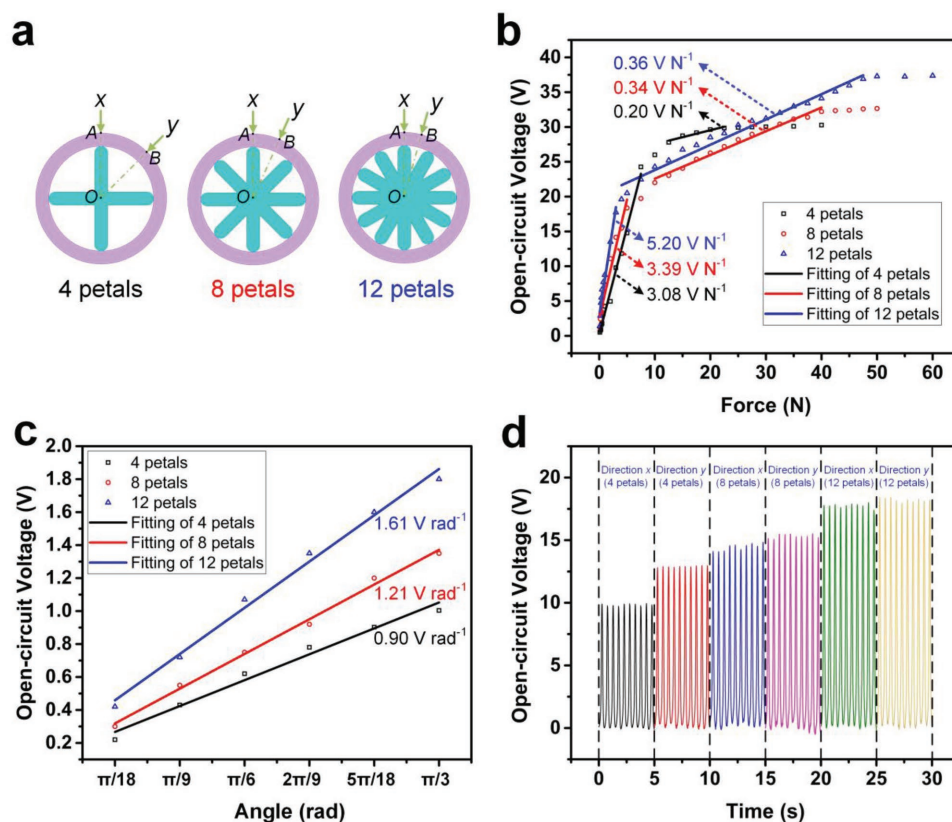 a
x
A
y
B
O
4 petals
x
A
y
B
O
8 petals
x
A
y
B
O
12 petals
b
Open-circuit Voltage (V)
40
35
30
25
20
15
10
5
0
0.36 V N⁻¹
0.34 V N⁻¹
0.20 V N⁻¹
5.20 V N⁻¹
3.39 V N⁻¹
3.08 V N⁻¹
4 petals
8 petals
12 petals
Fitting of 4 petals
Fitting of 8 petals
Fitting of 12 petals
0 10 20 30 40 50 60
Force (N)
c
Open-circuit Voltage (V)
2.0
1.8
1.6
1.4
1.2
1.0
0.8
0.6
0.4
0.2
4 petals
8 petals
12 petals
Fitting of 4 petals
Fitting of 8 petals
Fitting of 12 petals
1.61 V rad⁻¹
1.21 V rad⁻¹
0.90 V rad⁻¹
π/18 π/9 π/6 2π/9 5π/18 π/3
Angle (rad)
d
Open-circuit Voltage (V)
25
20
15
10
5
0
Direction x
(4 petals)
Direction y
(4 petals)
Direction x
(8 petals)
Direction y
(8 petals)
Direction x
(12 petals)
Direction y
(12 petals)
0 5 10 15 20 25 30
Time (s)